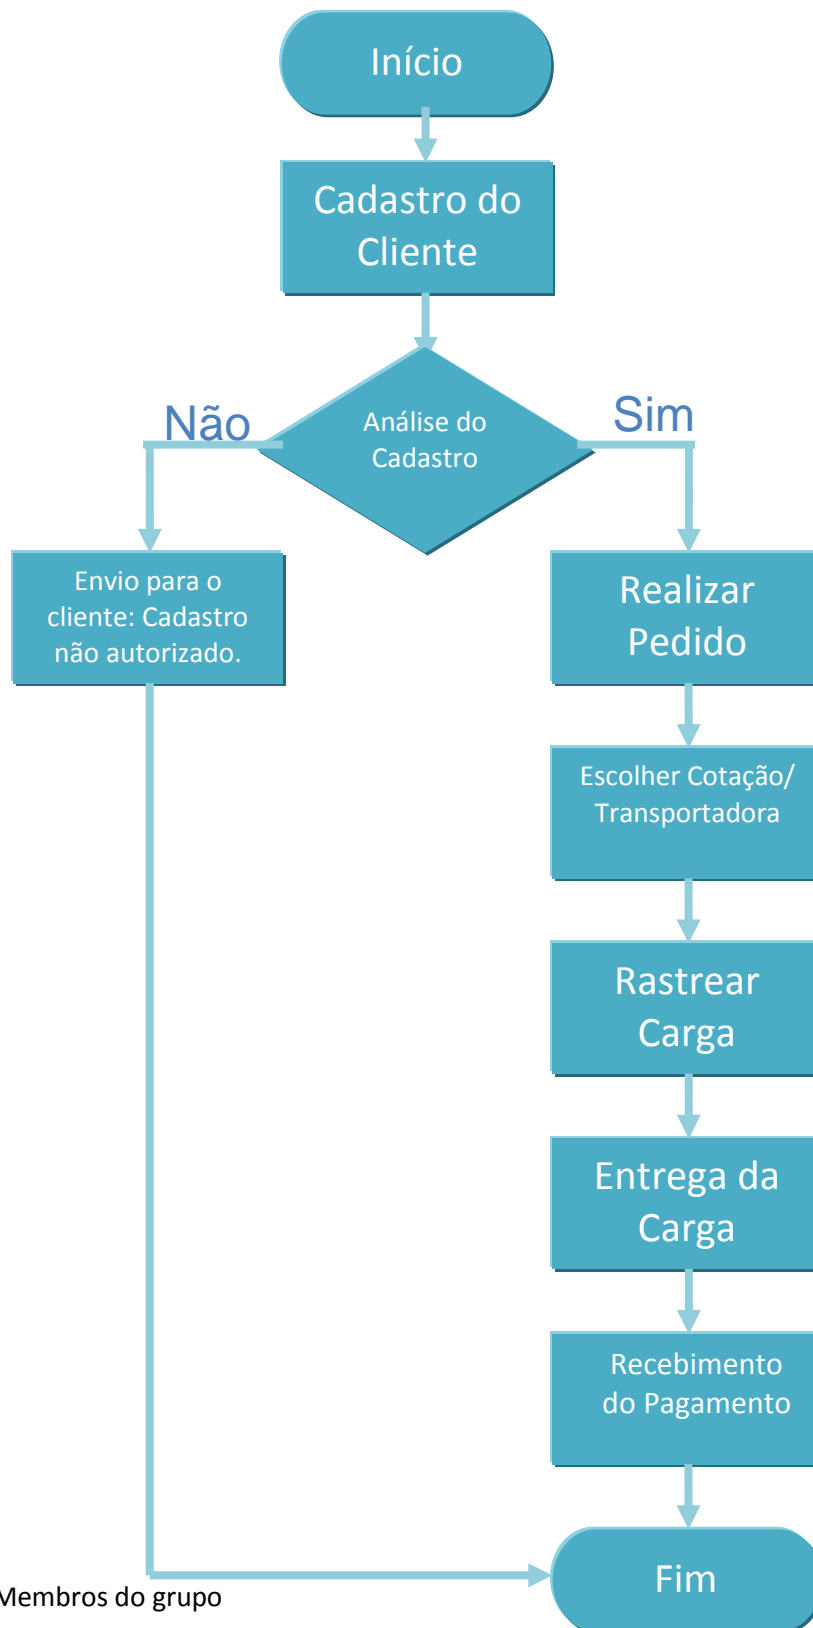 Início
Cadastro do
Cliente
Análise do
Cadastro
Não
Sim
Envio para o
cliente: Cadastro
não autorizado.
Realizar
Pedido
Escolher Cotação/
Transportadora
Rastrear
Carga
Entrega da
Carga
Recebimento
do Pagamento
Fim
Membros do grupo